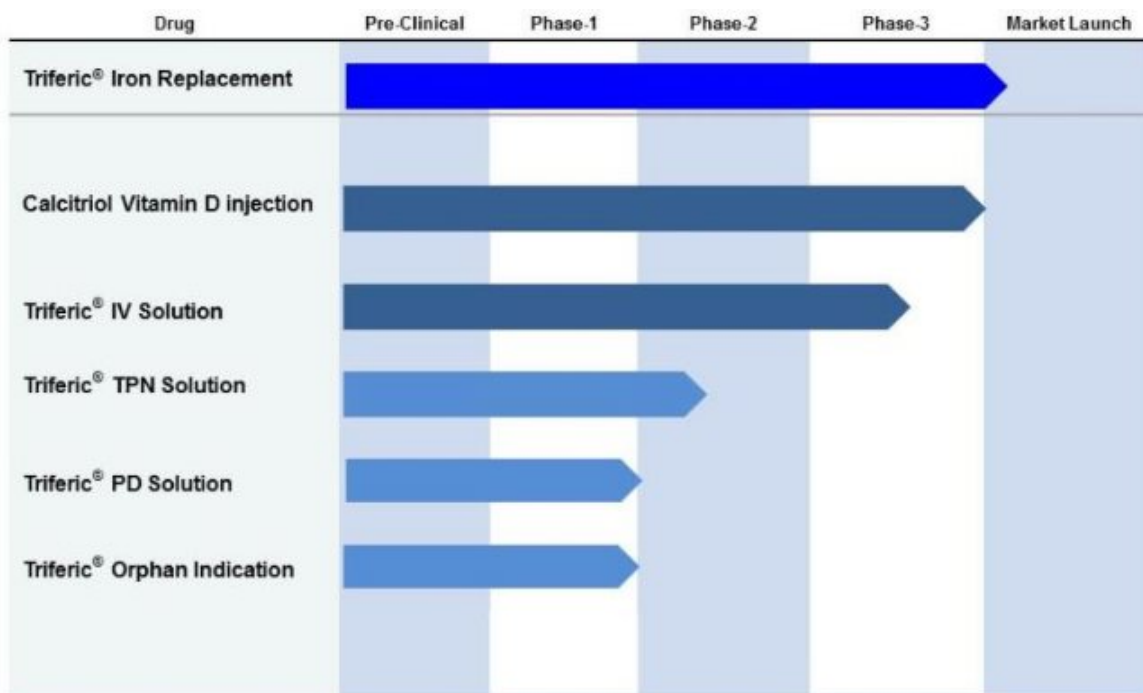 Drug Pre-Clinical Phase-1 Phase-2 Phase-3 Market Launch
Triferic® Iron Replacement
Calcitriol Vitamin D injection
Triferic® IV Solution
Triferic® TPN Solution
Triferic® PD Solution
Triferic® Orphan Indication